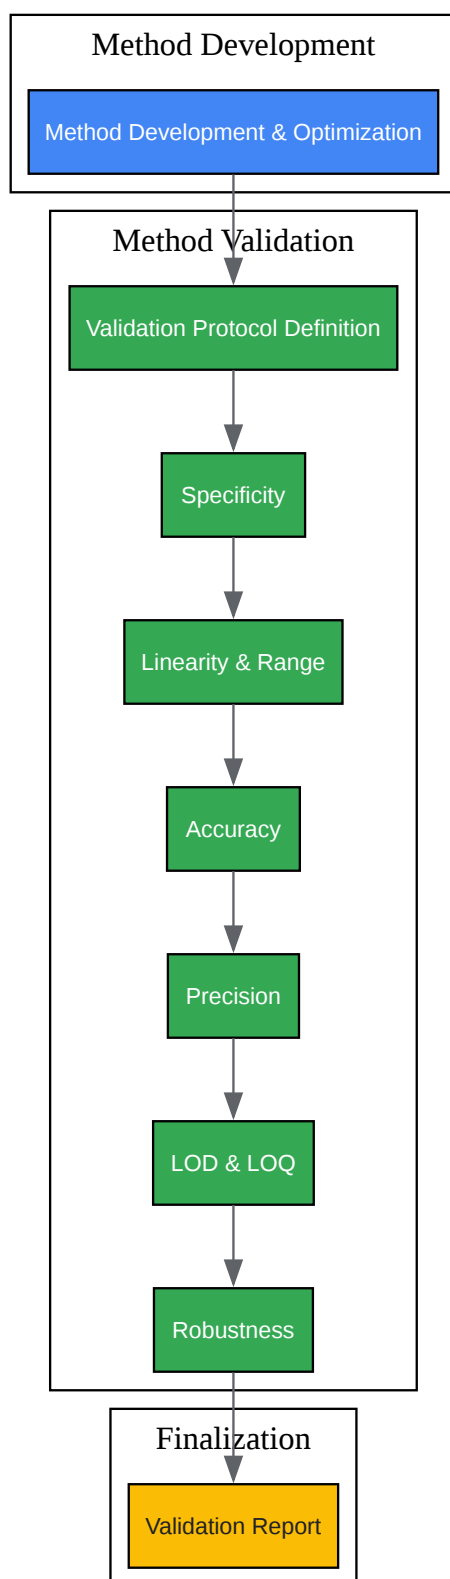 Method Development
Method Development & Optimization
Method Validation
Validation Protocol Definition
Specificity
Linearity & Range
Accuracy
Precision
LOD & LOQ
Robustness
Finalization
Validation Report